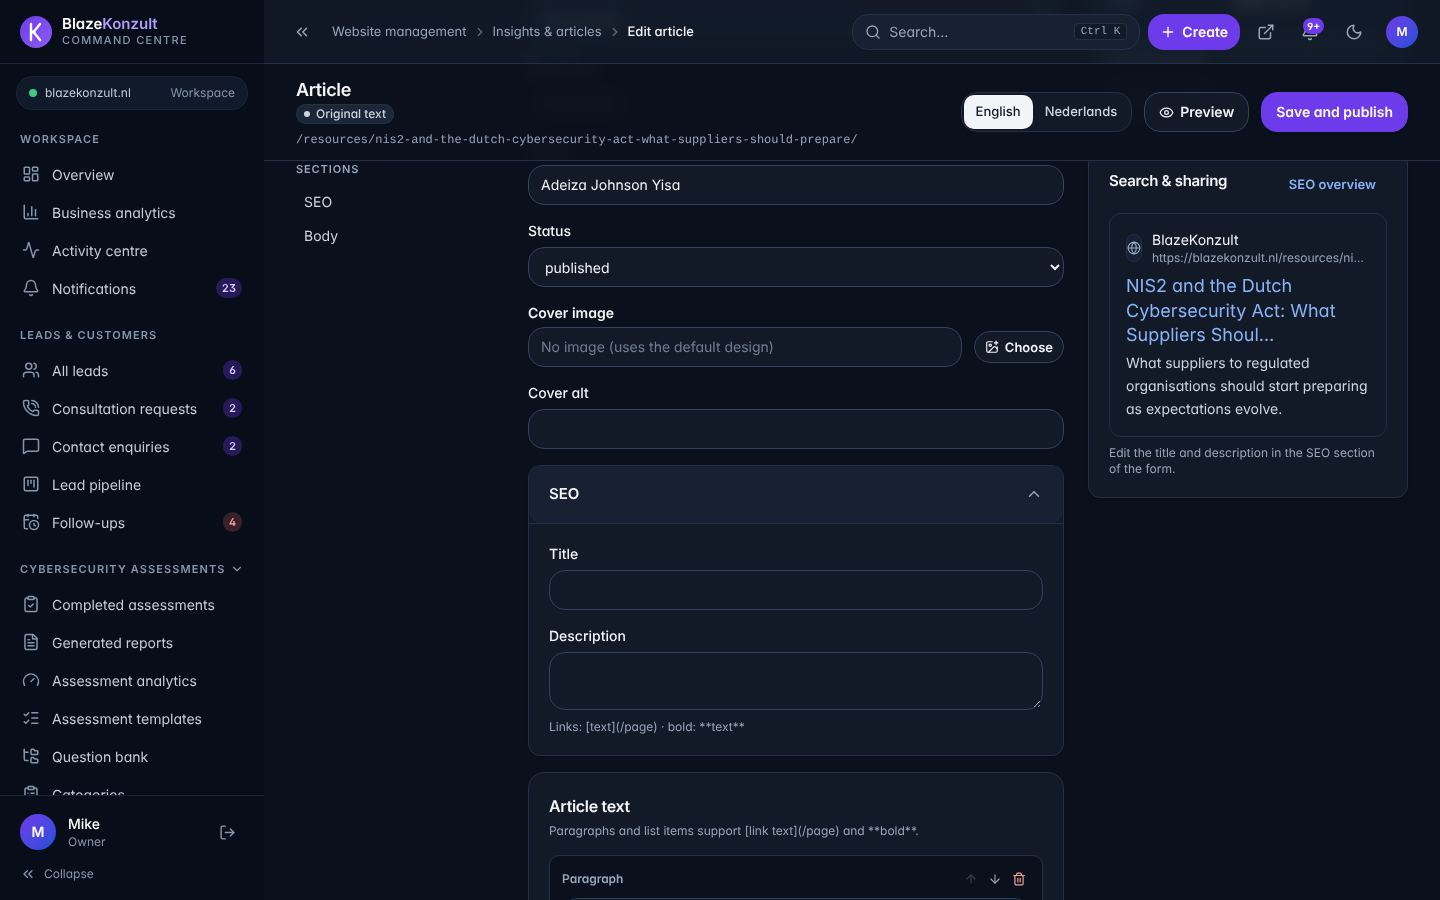 BlazeKonzult
COMMAND CENTRE
blazekonzult.nl
Workspace
WORKSPACE
Overview
Business analytics
Activity centre
Notifications
23
LEADS & CUSTOMERS
All leads
6
Consultation requests
2
Contact enquiries
2
Lead pipeline
Follow-ups
4
CYBERSECURITY ASSESSMENTS
Completed assessments
Generated reports
Assessment analytics
Assessment templates
Question bank
Categories
M
Mike
Owner
Collapse
Website management
Insights & articles
Edit article
Search...
Ctrl K
Create
9+
M
Article
Original text
/resources/nis2-and-the-dutch-cybersecurity-act-what-suppliers-should-prepare/
English
Nederlands
Preview
Save and publish
SECTIONS
SEO
Body
Adeiza Johnson Yisa
Status
published
Cover image
No image (uses the default design)
Choose
Cover alt
SEO
Title
Description
Links: [text](/page) · bold: **text**
Article text
Paragraphs and list items support [link text](/page) and **bold**.
Paragraph
Search & sharing
SEO overview
BlazeKonzult
https://blazekonzult.nl/resources/ni...
NIS2 and the Dutch
Cybersecurity Act: What
Suppliers Shoul...
What suppliers to regulated
organisations should start preparing
as expectations evolve.
Edit the title and description in the SEO section
of the form.